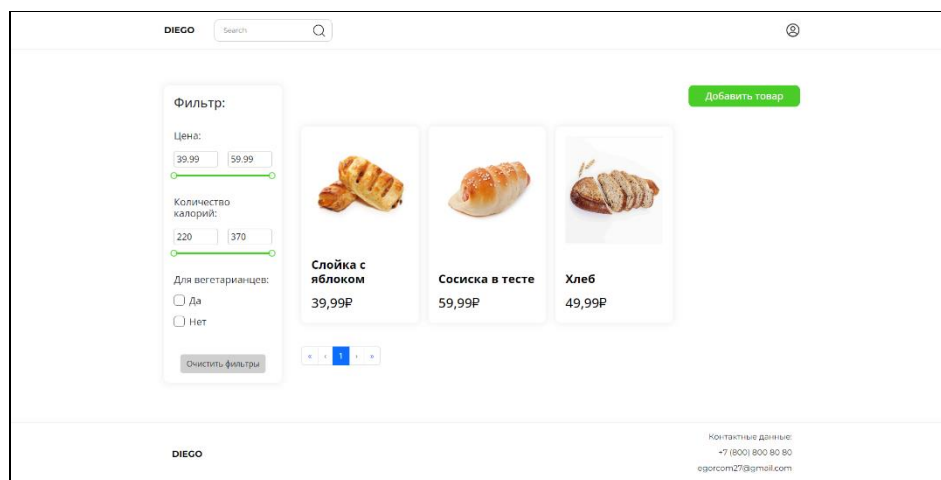 DIEGO
Search
Добавить товар
Фильтр:
Цена:
39.99
59.99
Количество
калорий:
220
370
Для вегетарианцев:
Да
Нет
Очистить фильтры
Слойка с
яблоком
39,99₽
Сосиска в тесте
59,99₽
Хлеб
49,99₽
« ‹ 1 › »
DIEGO
Контактные данные:
+7 (800) 800 80 80
egorcom27@gmail.com